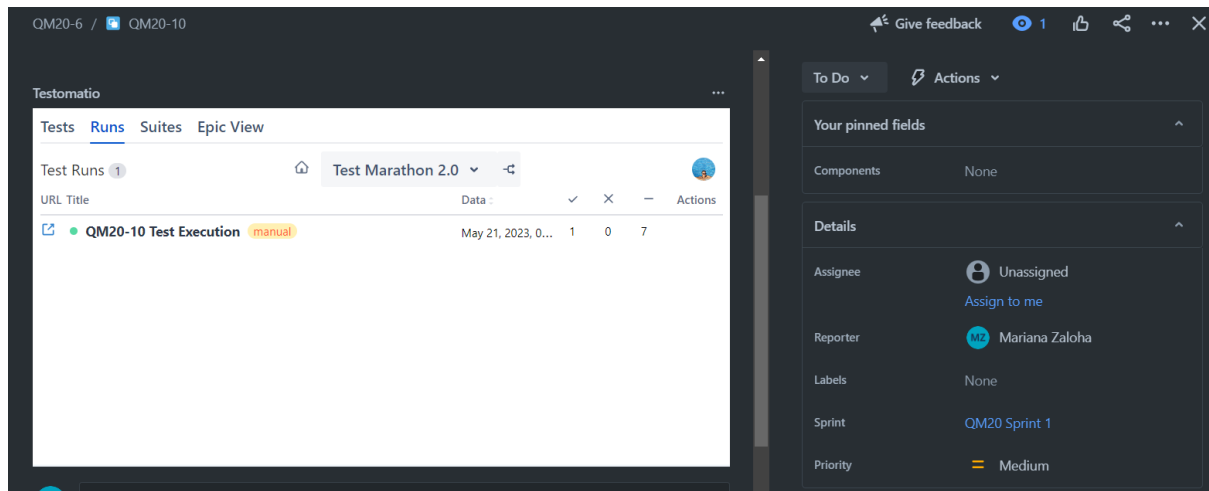 QM20-6 / QM20-10
Give feedback 1
Testomatio
Tests Runs Suites Epic View
Test Runs 1
Test Marathon 2.0
URL Title Data Actions
QM20-10 Test Execution manual May 21, 2023, 0... 1 0 7
To Do Actions
Your pinned fields
Components None
Details
Assignee Unassigned
Assign to me
Reporter MZ Mariana Zaloha
Labels None
Sprint QM20 Sprint 1
Priority Medium